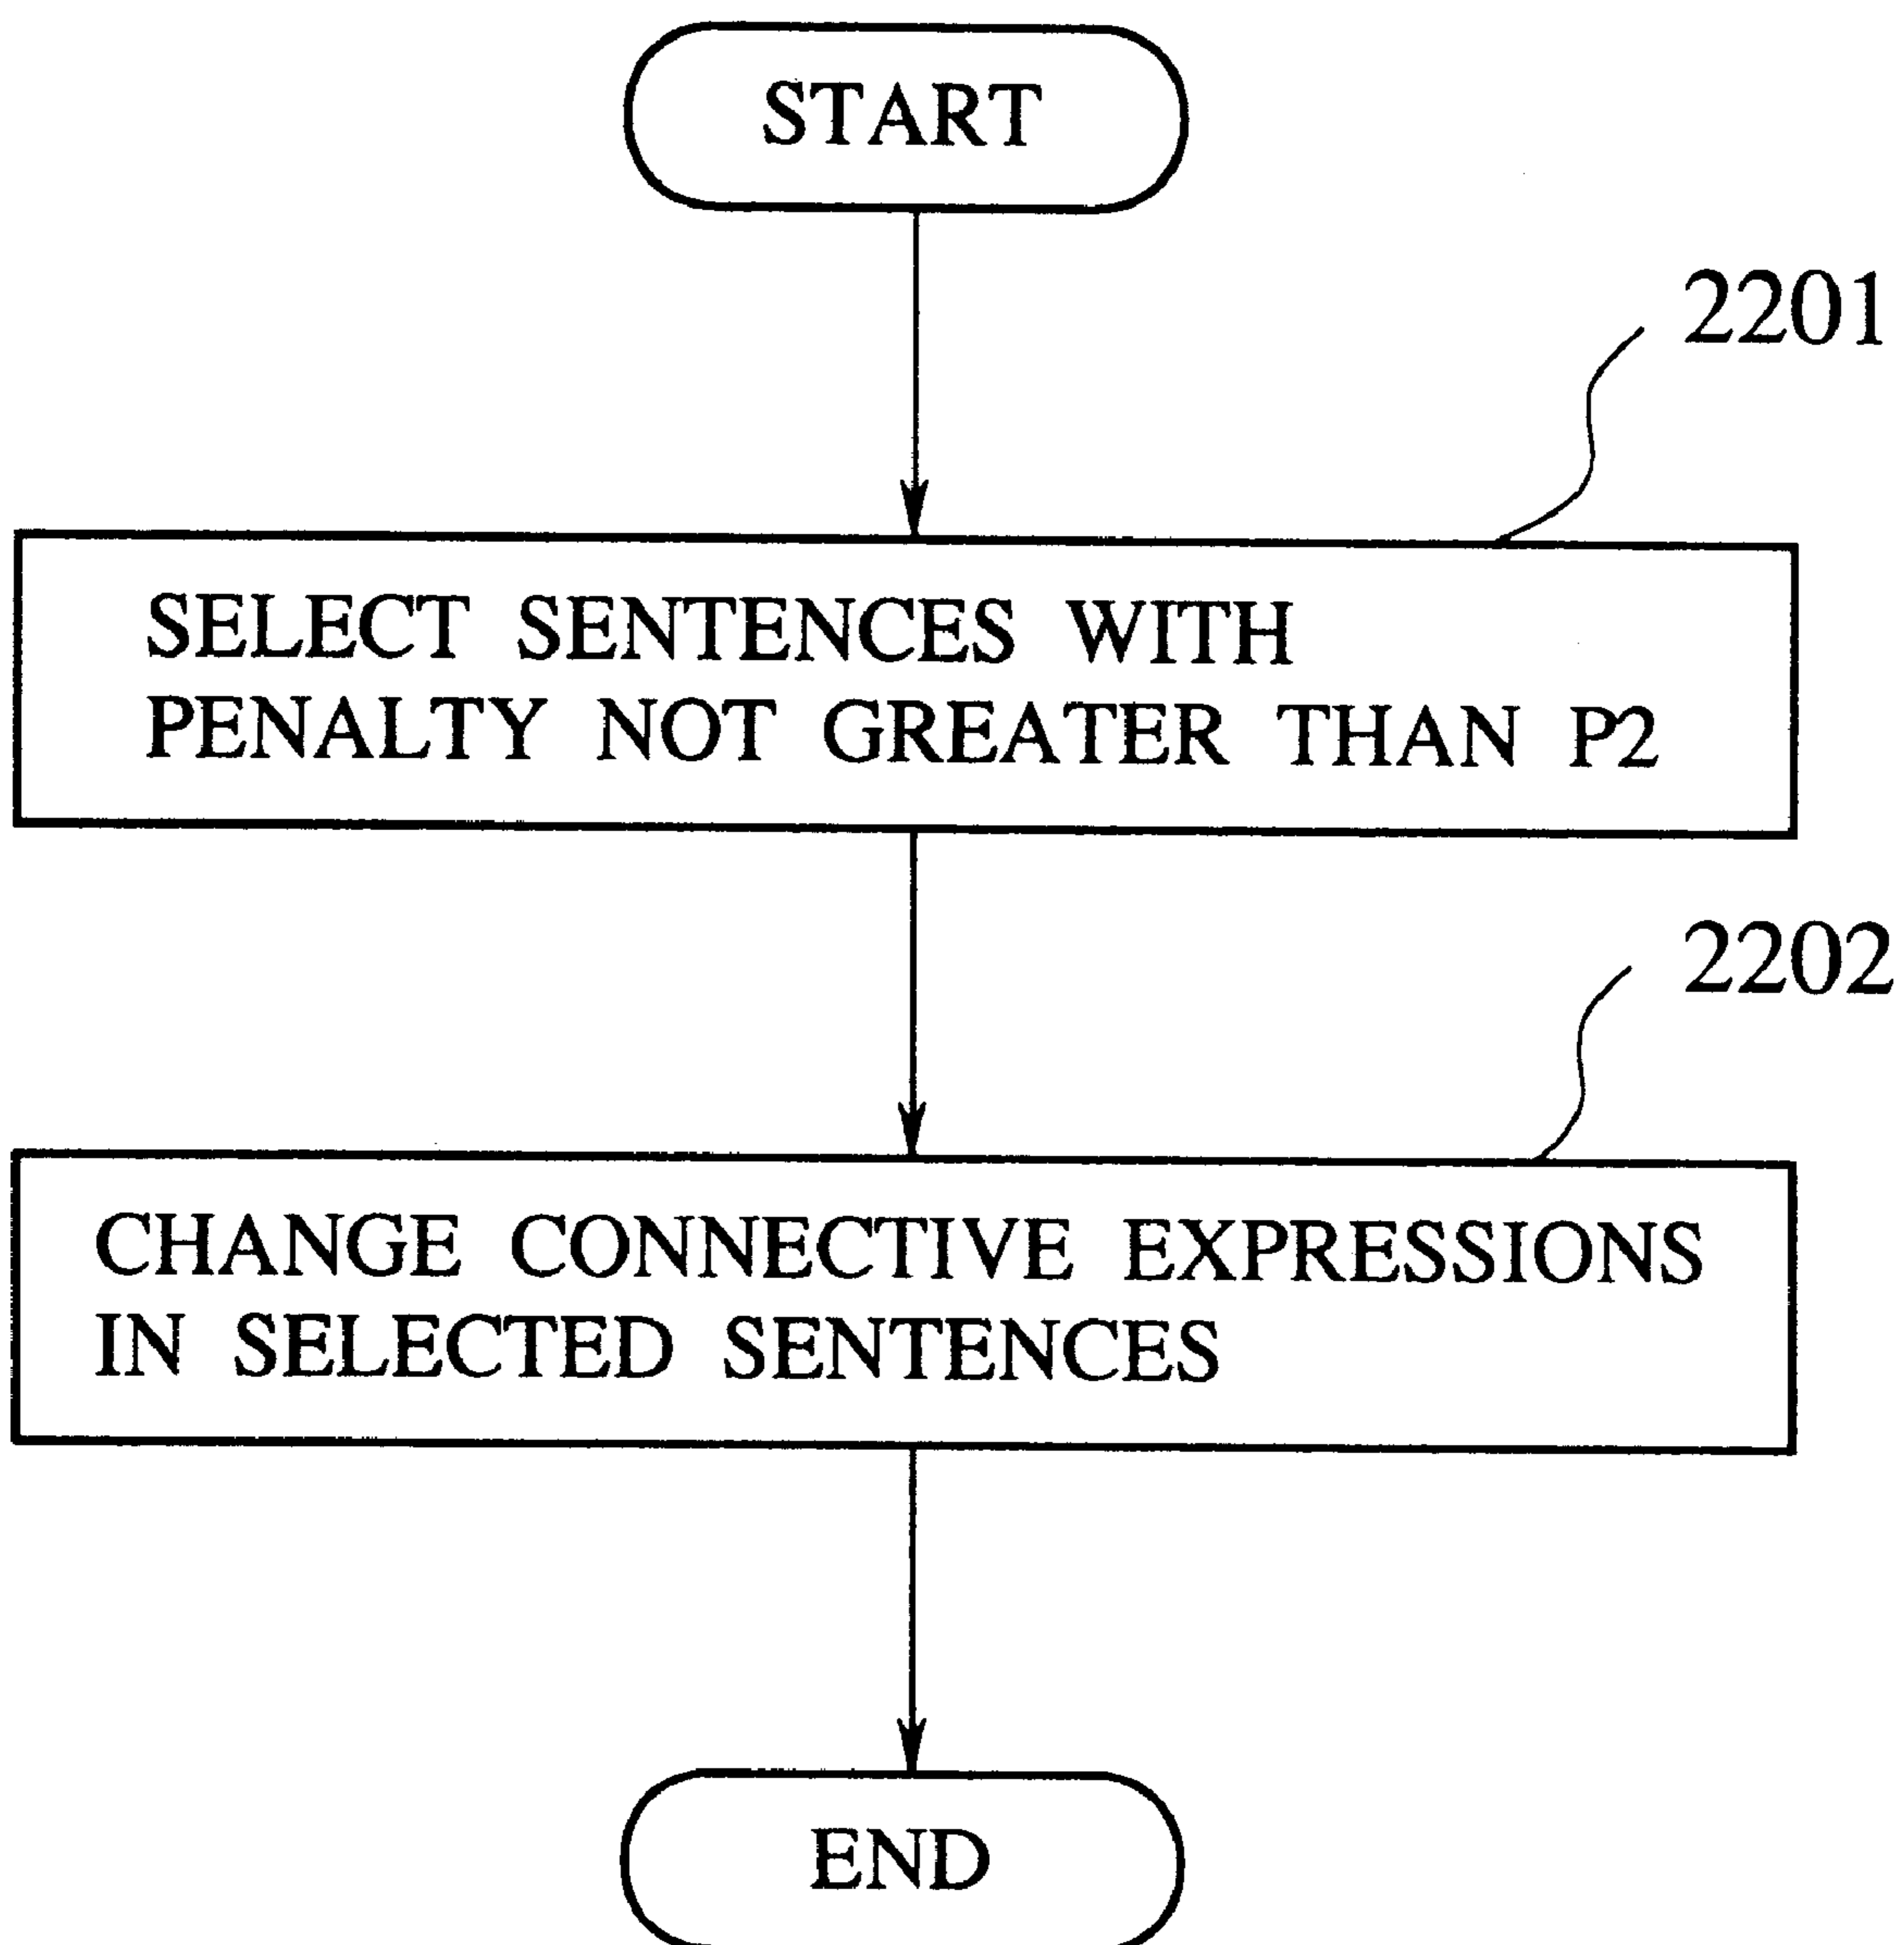 START
2201
SELECT SENTENCES WITH
PENALTY NOT GREATER THAN P2
2202
CHANGE CONNECTIVE EXPRESSIONS
IN SELECTED SENTENCES
END